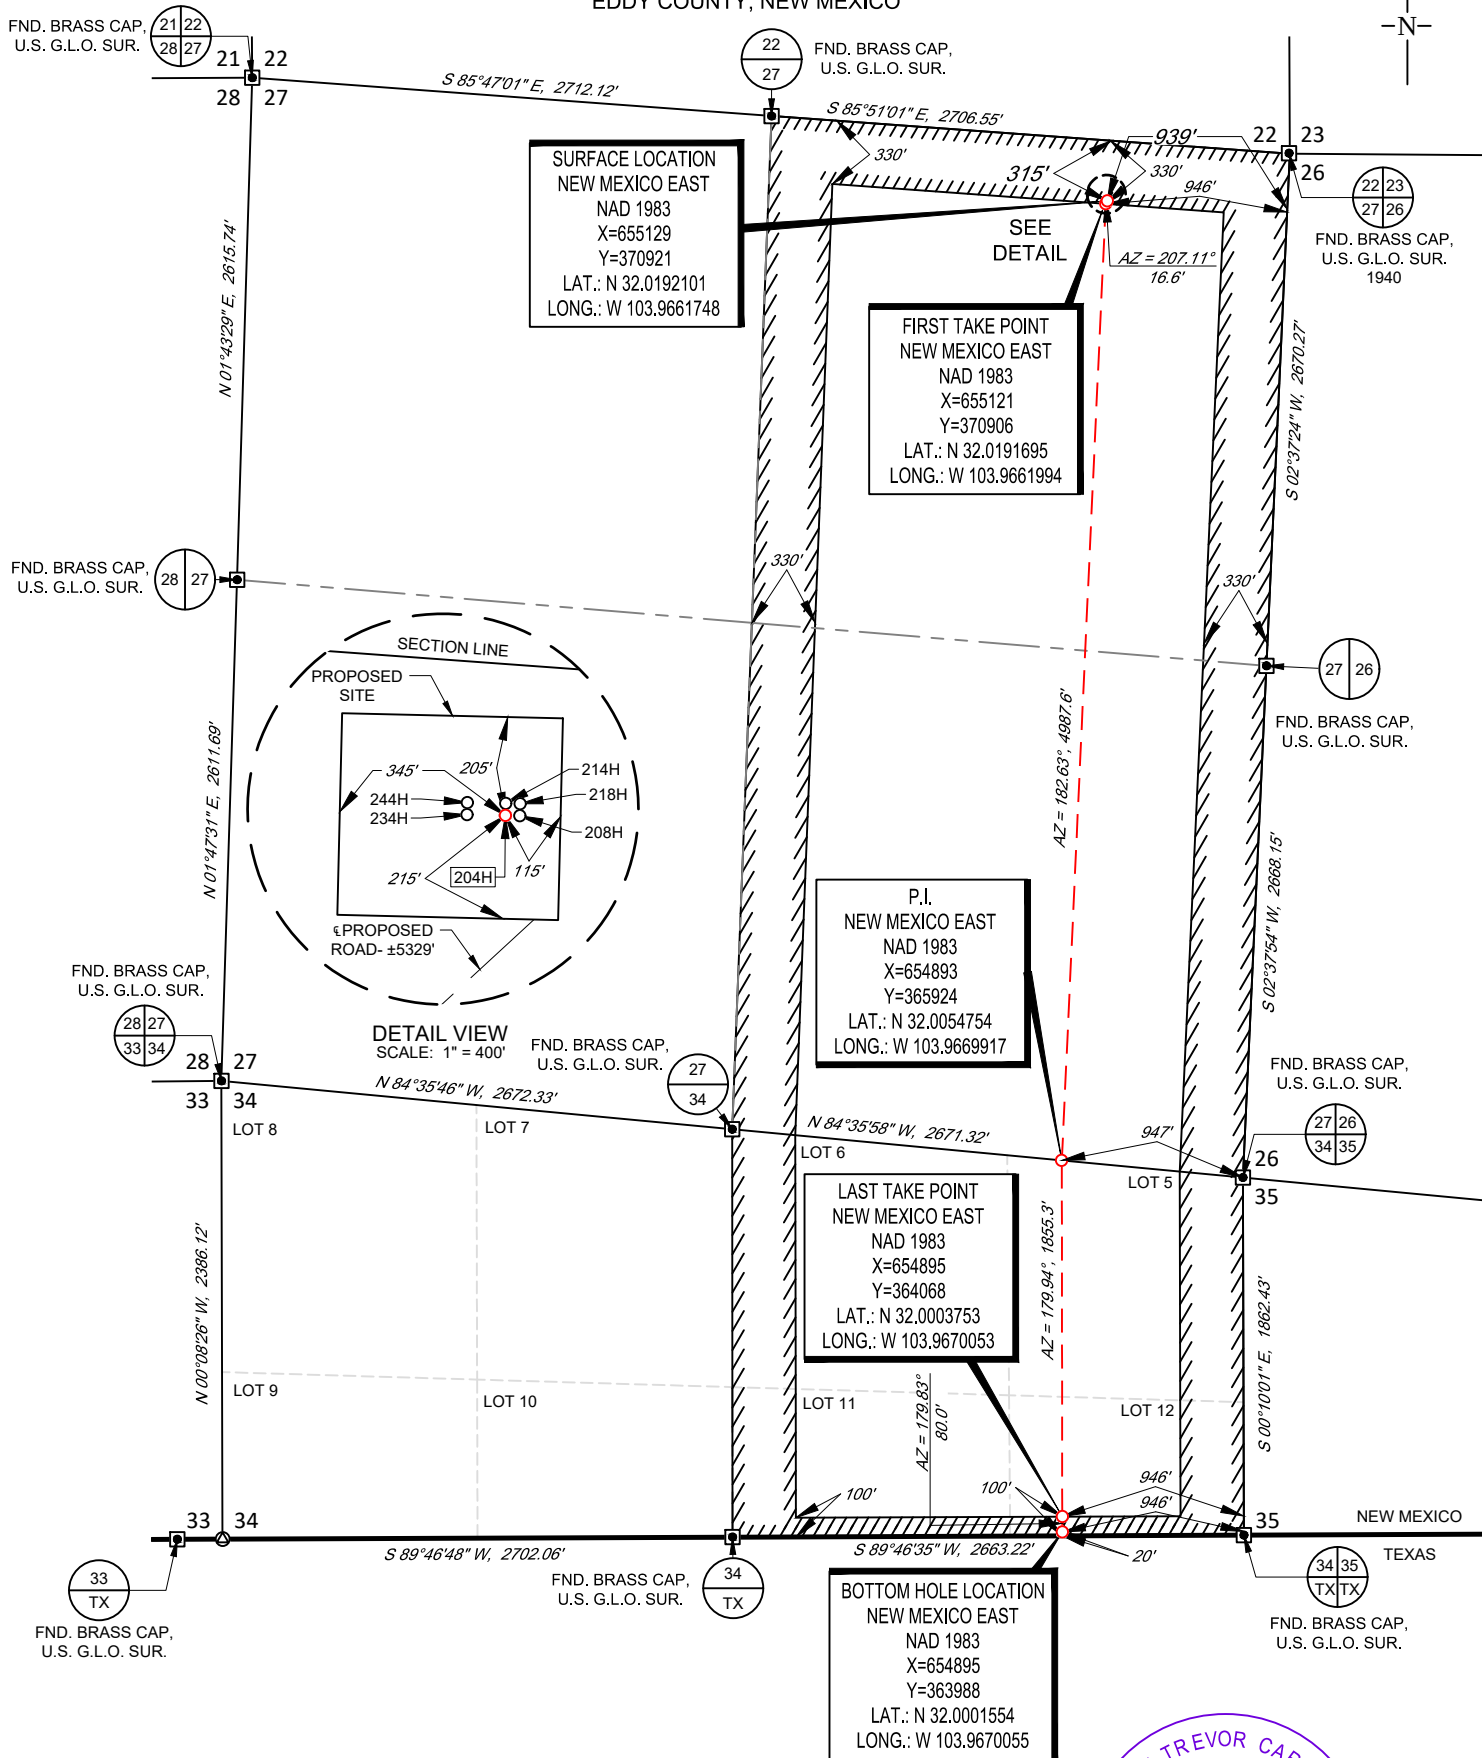 EDDY COUNTY, NEW MEXICO
-N-
FND. BRASS CAP,
U.S. G.L.O. SUR.
21 22
28 27
21 22
28 27
S 85°47'01" E, 2712.12'
22
27
FND. BRASS CAP,
U.S. G.L.O. SUR.
S 85°51'01" E, 2706.55'
939'
22 23
26
330'
315'
330'
946'
22 23
27 26
FND. BRASS CAP,
U.S. G.L.O. SUR.
1940
SURFACE LOCATION
NEW MEXICO EAST
NAD 1983
X=655129
Y=370921
LAT.: N 32.0192101
LONG.: W 103.9661748
SEE
DETAIL
AZ = 207.11°
16.6'
FIRST TAKE POINT
NEW MEXICO EAST
NAD 1983
X=655121
Y=370906
LAT.: N 32.0191695
LONG.: W 103.9661994
N 01°43'29" E, 2615.74'
S 02°37'24" W, 2670.27'
FND. BRASS CAP,
U.S. G.L.O. SUR.
28 27
330'
330'
27 26
FND. BRASS CAP,
U.S. G.L.O. SUR.
SECTION LINE
PROPOSED
SITE
345'
205'
214H
244H
218H
234H
208H
215'
204H
115'
℄PROPOSED
ROAD- ±5329'
DETAIL VIEW
SCALE: 1" = 400'
N 01°47'31" E, 2611.69'
AZ = 182.63°, 4987.6'
S 02°37'54" W, 2668.15'
P.I.
NEW MEXICO EAST
NAD 1983
X=654893
Y=365924
LAT.: N 32.0054754
LONG.: W 103.9669917
FND. BRASS CAP,
U.S. G.L.O. SUR.
28 27
33 34
28 27
33 34
N 84°35'46" W, 2672.33'
FND. BRASS CAP,
U.S. G.L.O. SUR.
27
34
N 84°35'58" W, 2671.32'
947'
FND. BRASS CAP,
U.S. G.L.O. SUR.
27 26
34 35
26
35
LOT 8
LOT 7
LOT 6
LOT 5
LAST TAKE POINT
NEW MEXICO EAST
NAD 1983
X=654895
Y=364068
LAT.: N 32.0003753
LONG.: W 103.9670053
N 00°08'26" W, 2386.12'
AZ = 179.94°, 1855.3'
S 00°10'01" E, 1862.43'
LOT 9
LOT 10
LOT 11
LOT 12
AZ = 179.83°
80.0'
100'
100'
946'
946'
20'
33 34
35
NEW MEXICO
TEXAS
S 89°46'48" W, 2702.06'
S 89°46'35" W, 2663.22'
33
TX
FND. BRASS CAP,
U.S. G.L.O. SUR.
FND. BRASS CAP,
U.S. G.L.O. SUR.
34
TX
34 35
TX TX
FND. BRASS CAP,
U.S. G.L.O. SUR.
BOTTOM HOLE LOCATION
NEW MEXICO EAST
NAD 1983
X=654895
Y=363988
LAT.: N 32.0001554
LONG.: W 103.9670055
TREVOR